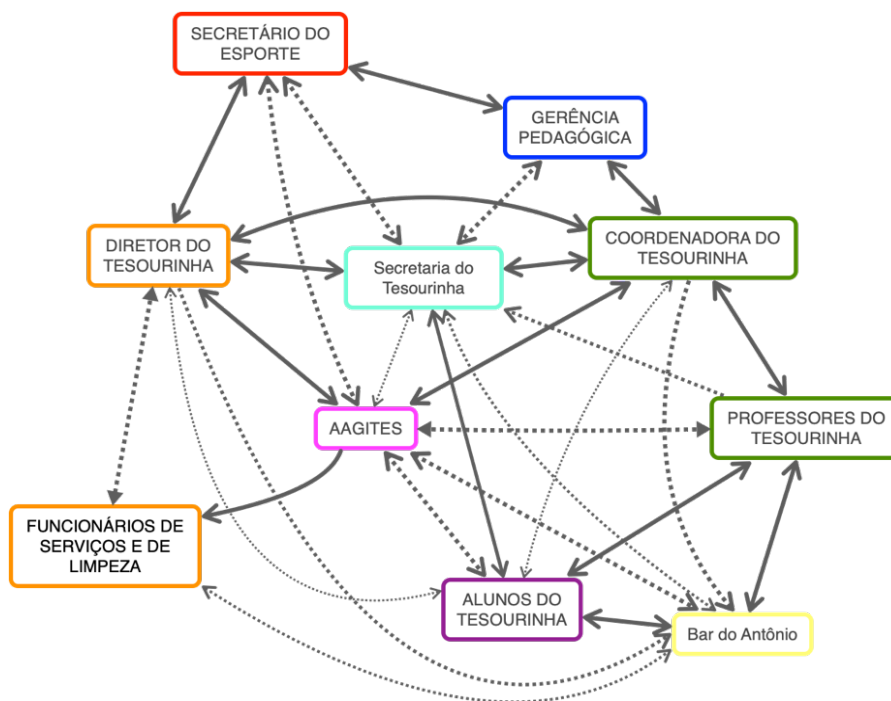 SECRETÁRIO DO
ESPORTE
GERÊNCIA
PEDAGÓGICA
DIRETOR DO
TESOURINHA
Secretaria do
Tesourinha
COORDENADORA DO
TESOURINHA
AAGITES
PROFESSORES DO
TESOURINHA
FUNCIONÁRIOS DE
SERVIÇOS E DE
LIMPEZA
ALUNOS DO
TESOURINHA
Bar do Antônio